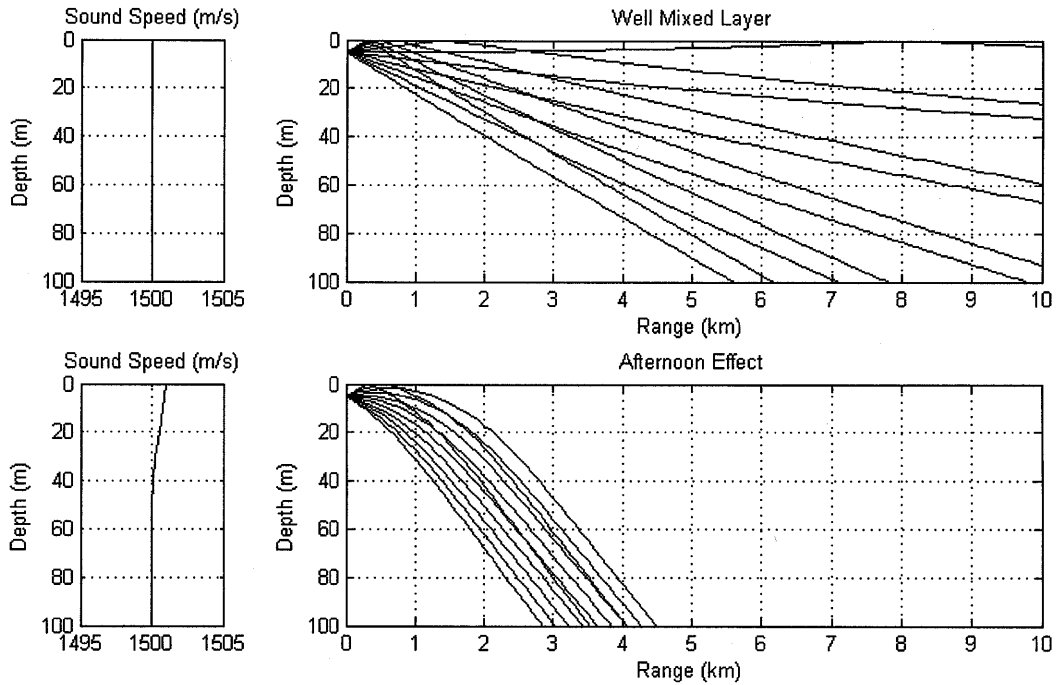 Sound Speed (m/s)
Well Mixed Layer
0
20
40
60
80
100
Depth (m)
1495 1500 1505
0
20
40
60
80
100
Depth (m)
0 1 2 3 4 5 6 7 8 9 10
Range (km)
Sound Speed (m/s)
Afternoon Effect
0
20
40
60
80
100
Depth (m)
1495 1500 1505
0
20
40
60
80
100
Depth (m)
0 1 2 3 4 5 6 7 8 9 10
Range (km)